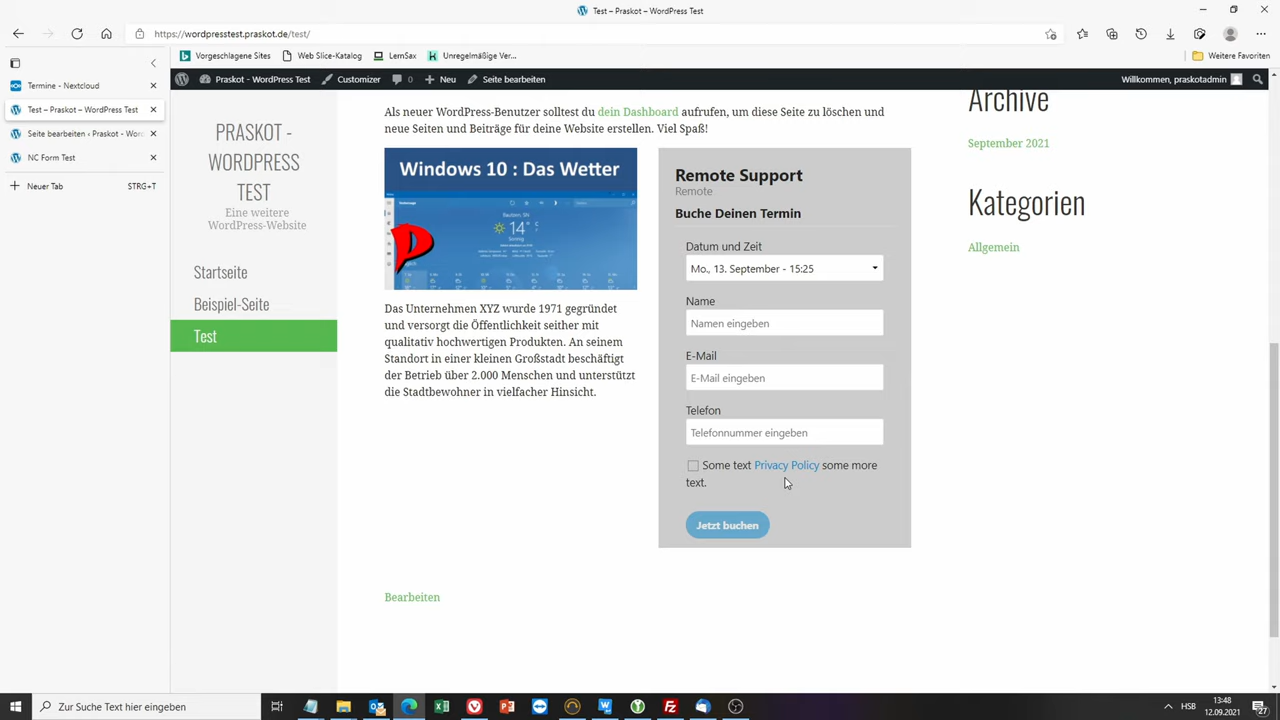 Test – Praskot – WordPress Test
https://wordpresstest.praskot.de/test/
Vorgeschlagene Sites
Web Slice-Katalog
LernSax
Unregelmäßige Ver...
Weitere Favoriten
Termine - Nextcloud
Test – Praskot – WordPress Test
Seite bearbeiten ‹ Praskot - Wor
NC Form Test
Neuer Tab
STRG+T
Praskot - WordPress Test
Customizer
0
Neu
Seite bearbeiten
Willkommen, praskotadmin
PRASKOT -
WORDPRESS
TEST
Eine weitere
WordPress-Website
Startseite
Beispiel-Seite
Test
Als neuer WordPress-Benutzer solltest du dein Dashboard aufrufen, um diese Seite zu löschen und
neue Seiten und Beiträge für deine Website erstellen. Viel Spaß!
Windows 10 : Das Wetter
Bautzen, SN
14°
Sonnig
P
Das Unternehmen XYZ wurde 1971 gegründet
und versorgt die Öffentlichkeit seither mit
qualitativ hochwertigen Produkten. An seinem
Standort in einer kleinen Großstadt beschäftigt
der Betrieb über 2.000 Menschen und unterstützt
die Stadtbewohner in vielfacher Hinsicht.
Remote Support
Remote
Buche Deinen Termin
Datum und Zeit
Mo., 13. September - 15:25
Name
Namen eingeben
E-Mail
E-Mail eingeben
Telefon
Telefonnummer eingeben
Some text Privacy Policy some more
text.
Jetzt buchen
Bearbeiten
Archive
September 2021
Kategorien
Allgemein
Zur Suche Text hier eingeben
HSB
13:48
12.09.2021
27